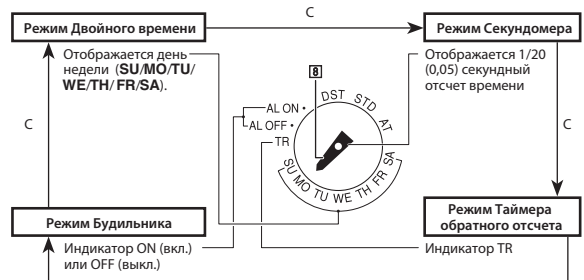 C
Режим Двойного времени
Режим Секундомера
Отображается день
недели (SU/MO/TU/
WE/TH/ FR/SA).
Отображается 1/20
(0,05) секундный
отсчет времени
8
C
C
DST STD AT
AL ON
AL OFF
TR
SU MO TU WE TH FR SA
Режим Будильника
Режим Таймера
обратного отсчета
Индикатор ON (вкл.)
или OFF (выкл.)
Индикатор TR